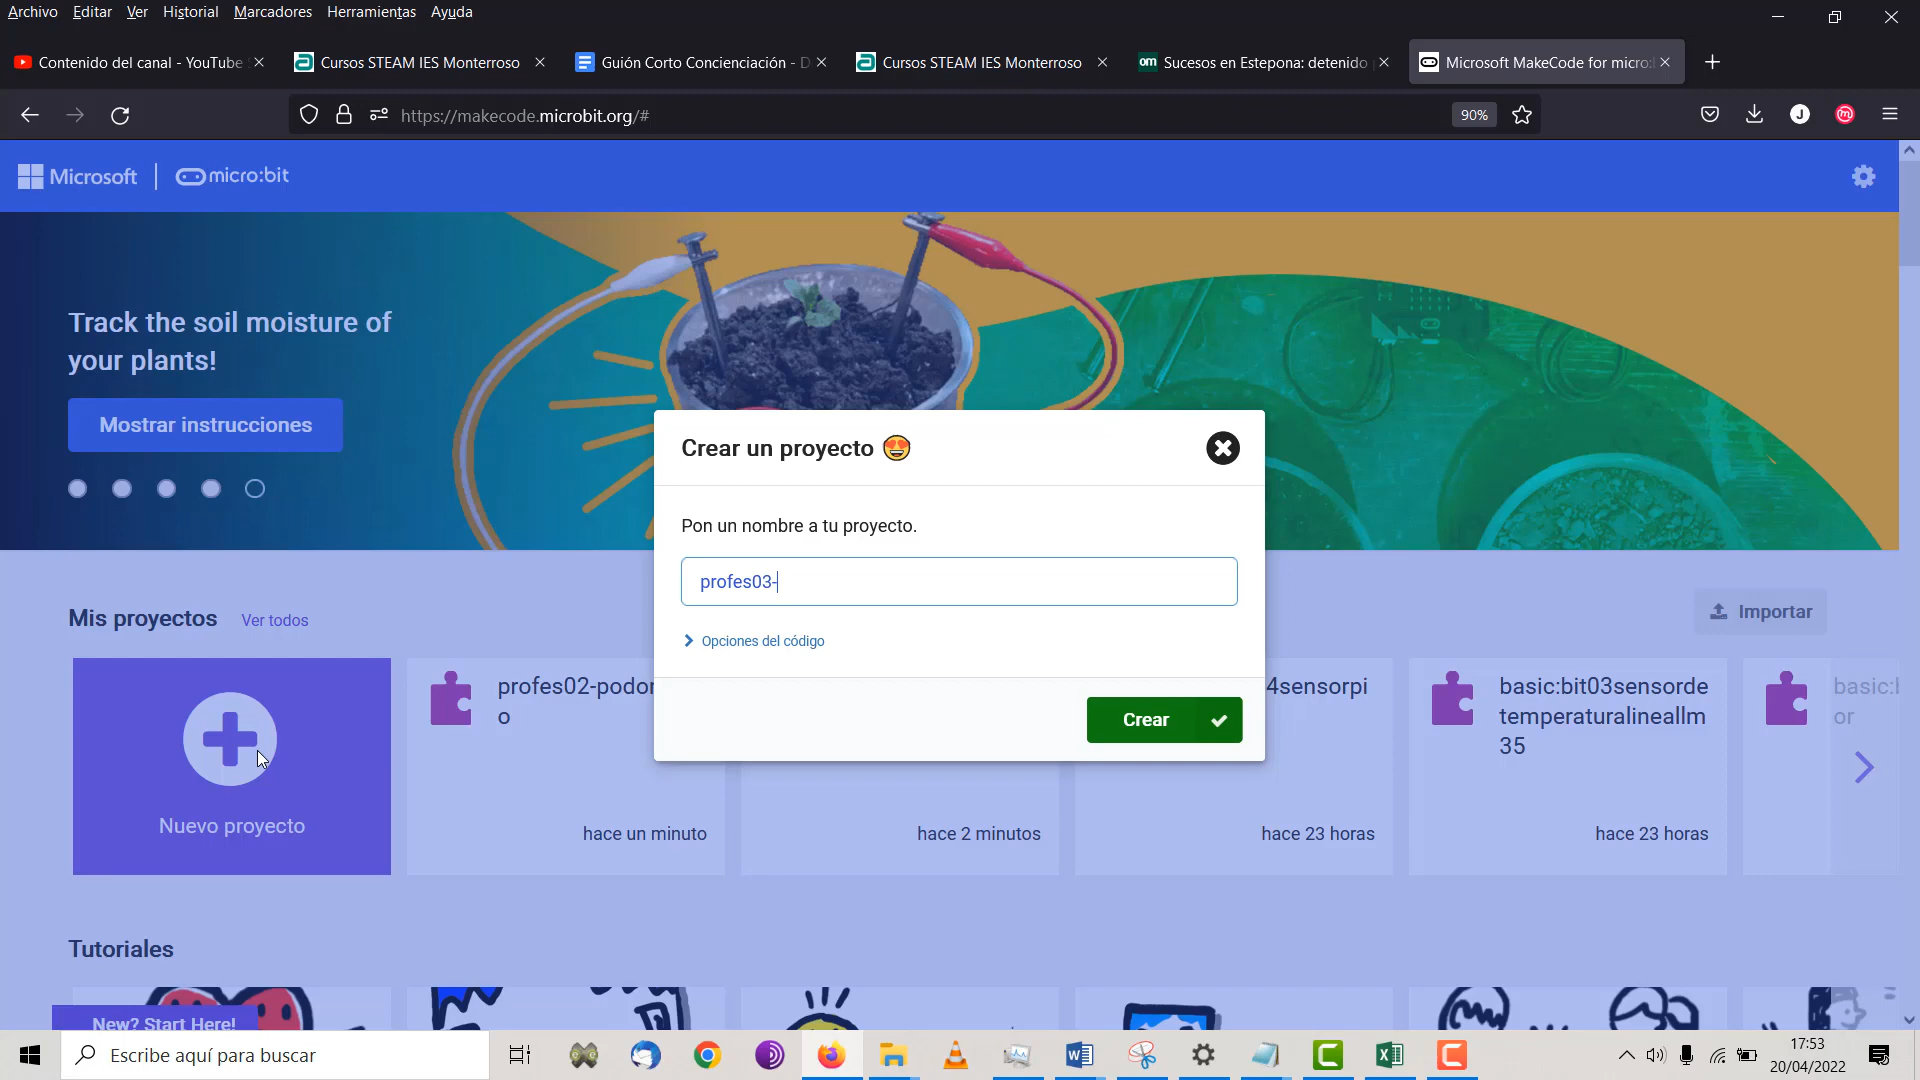 Archivo Editar Ver Historial Marcadores Herramientas Ayuda
Contenido del canal - YouTube
Cursos STEAM IES Monterroso
Guión Corto Concienciación - D
Cursos STEAM IES Monterroso
om Sucesos en Estepona: detenido
Microsoft MakeCode for micro:
https://makecode.microbit.org/#
90%
J
m
Microsoft
micro:bit
Track the soil moisture of
your plants!
Mostrar instrucciones
Crear un proyecto
Pon un nombre a tu proyecto.
profes03-
Opciones del código
Crear
Mis proyectos Ver todos
Importar
Nuevo proyecto
profes02-podor
o
hace un minuto
hace 2 minutos
4sensorpi
hace 23 horas
basic:bit03sensorde
temperaturalineallm
35
hace 23 horas
basic:
or
Tutoriales
New? Start Here!
Escribe aquí para buscar
17:53
20/04/2022